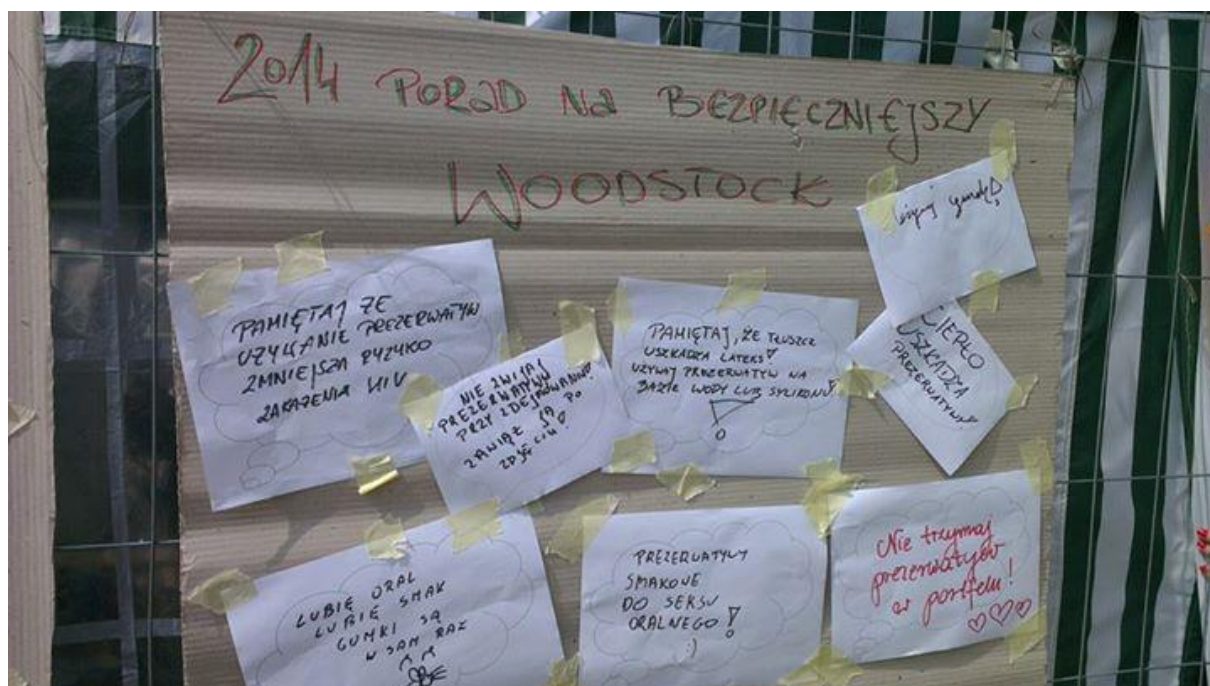 2014 PORAD NA BEZPIĘCZNIEJSZY
WOODSTOCK
PAMIĘTAJ ŻE
UŻYWANIE PREZERWATYW
ZMNIEJSZA RYZYKO
ZAKAŻENIA HIV
NIE ZWIJAJ
PREZERWATYWY
PRZY ZDEJMOWANIU!
ZAWIĄŻ JĄ PO
ZDJĘCIU!
PAMIĘTAJ, ŻE TŁUSZCZ
USZKADZA LATEKS!
UŻYWAJ PREZERWATYW NA
BAZIE WODY LUB SYLIKONU!
gumkę!
CIEPŁO
USZKADZA
PREZERWATYWY!
LUBIĘ ORAL
LUBIĘ SMAK
GUMKI SĄ
W SAM RAZ
PREZERWATYWY
SMAKOWE
DO SEKSU
ORALNEGO!
:)
Nie trzymaj
prezerwatyw
w portfelu!